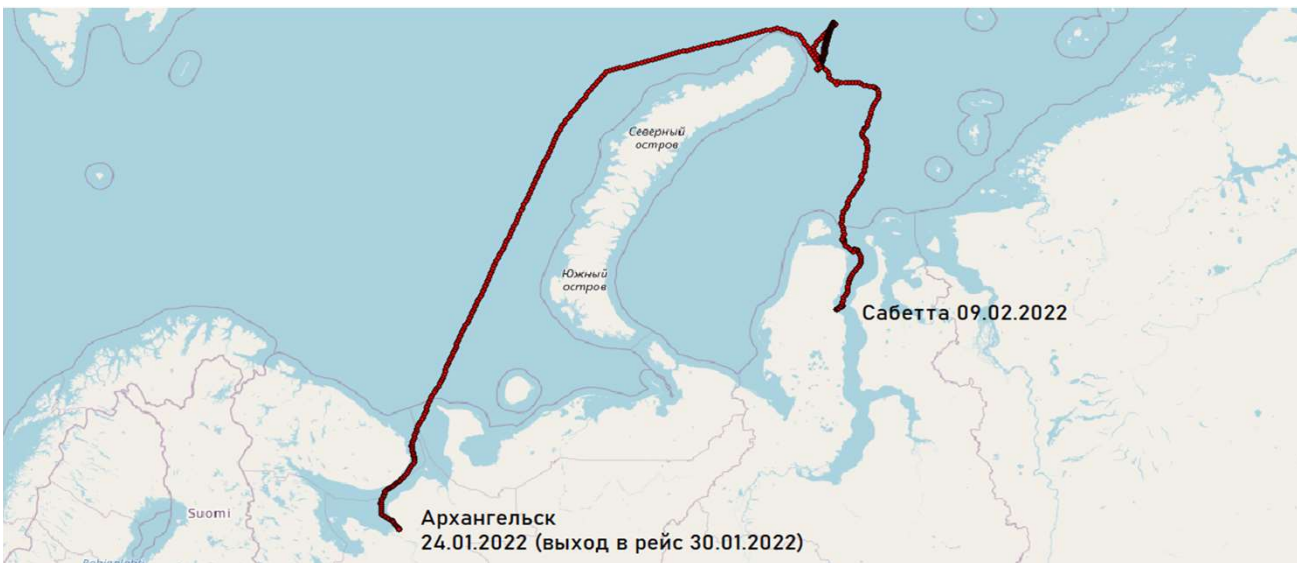 Северный
остров
Южный
остров
Сабетта 09.02.2022
Архангельск
24.01.2022 (выход в рейс 30.01.2022)
Suomi